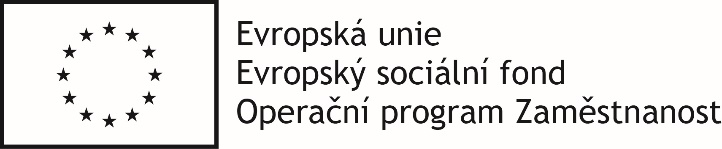 Evropská unie
Evropský sociální fond
Operační program Zaměstnanost